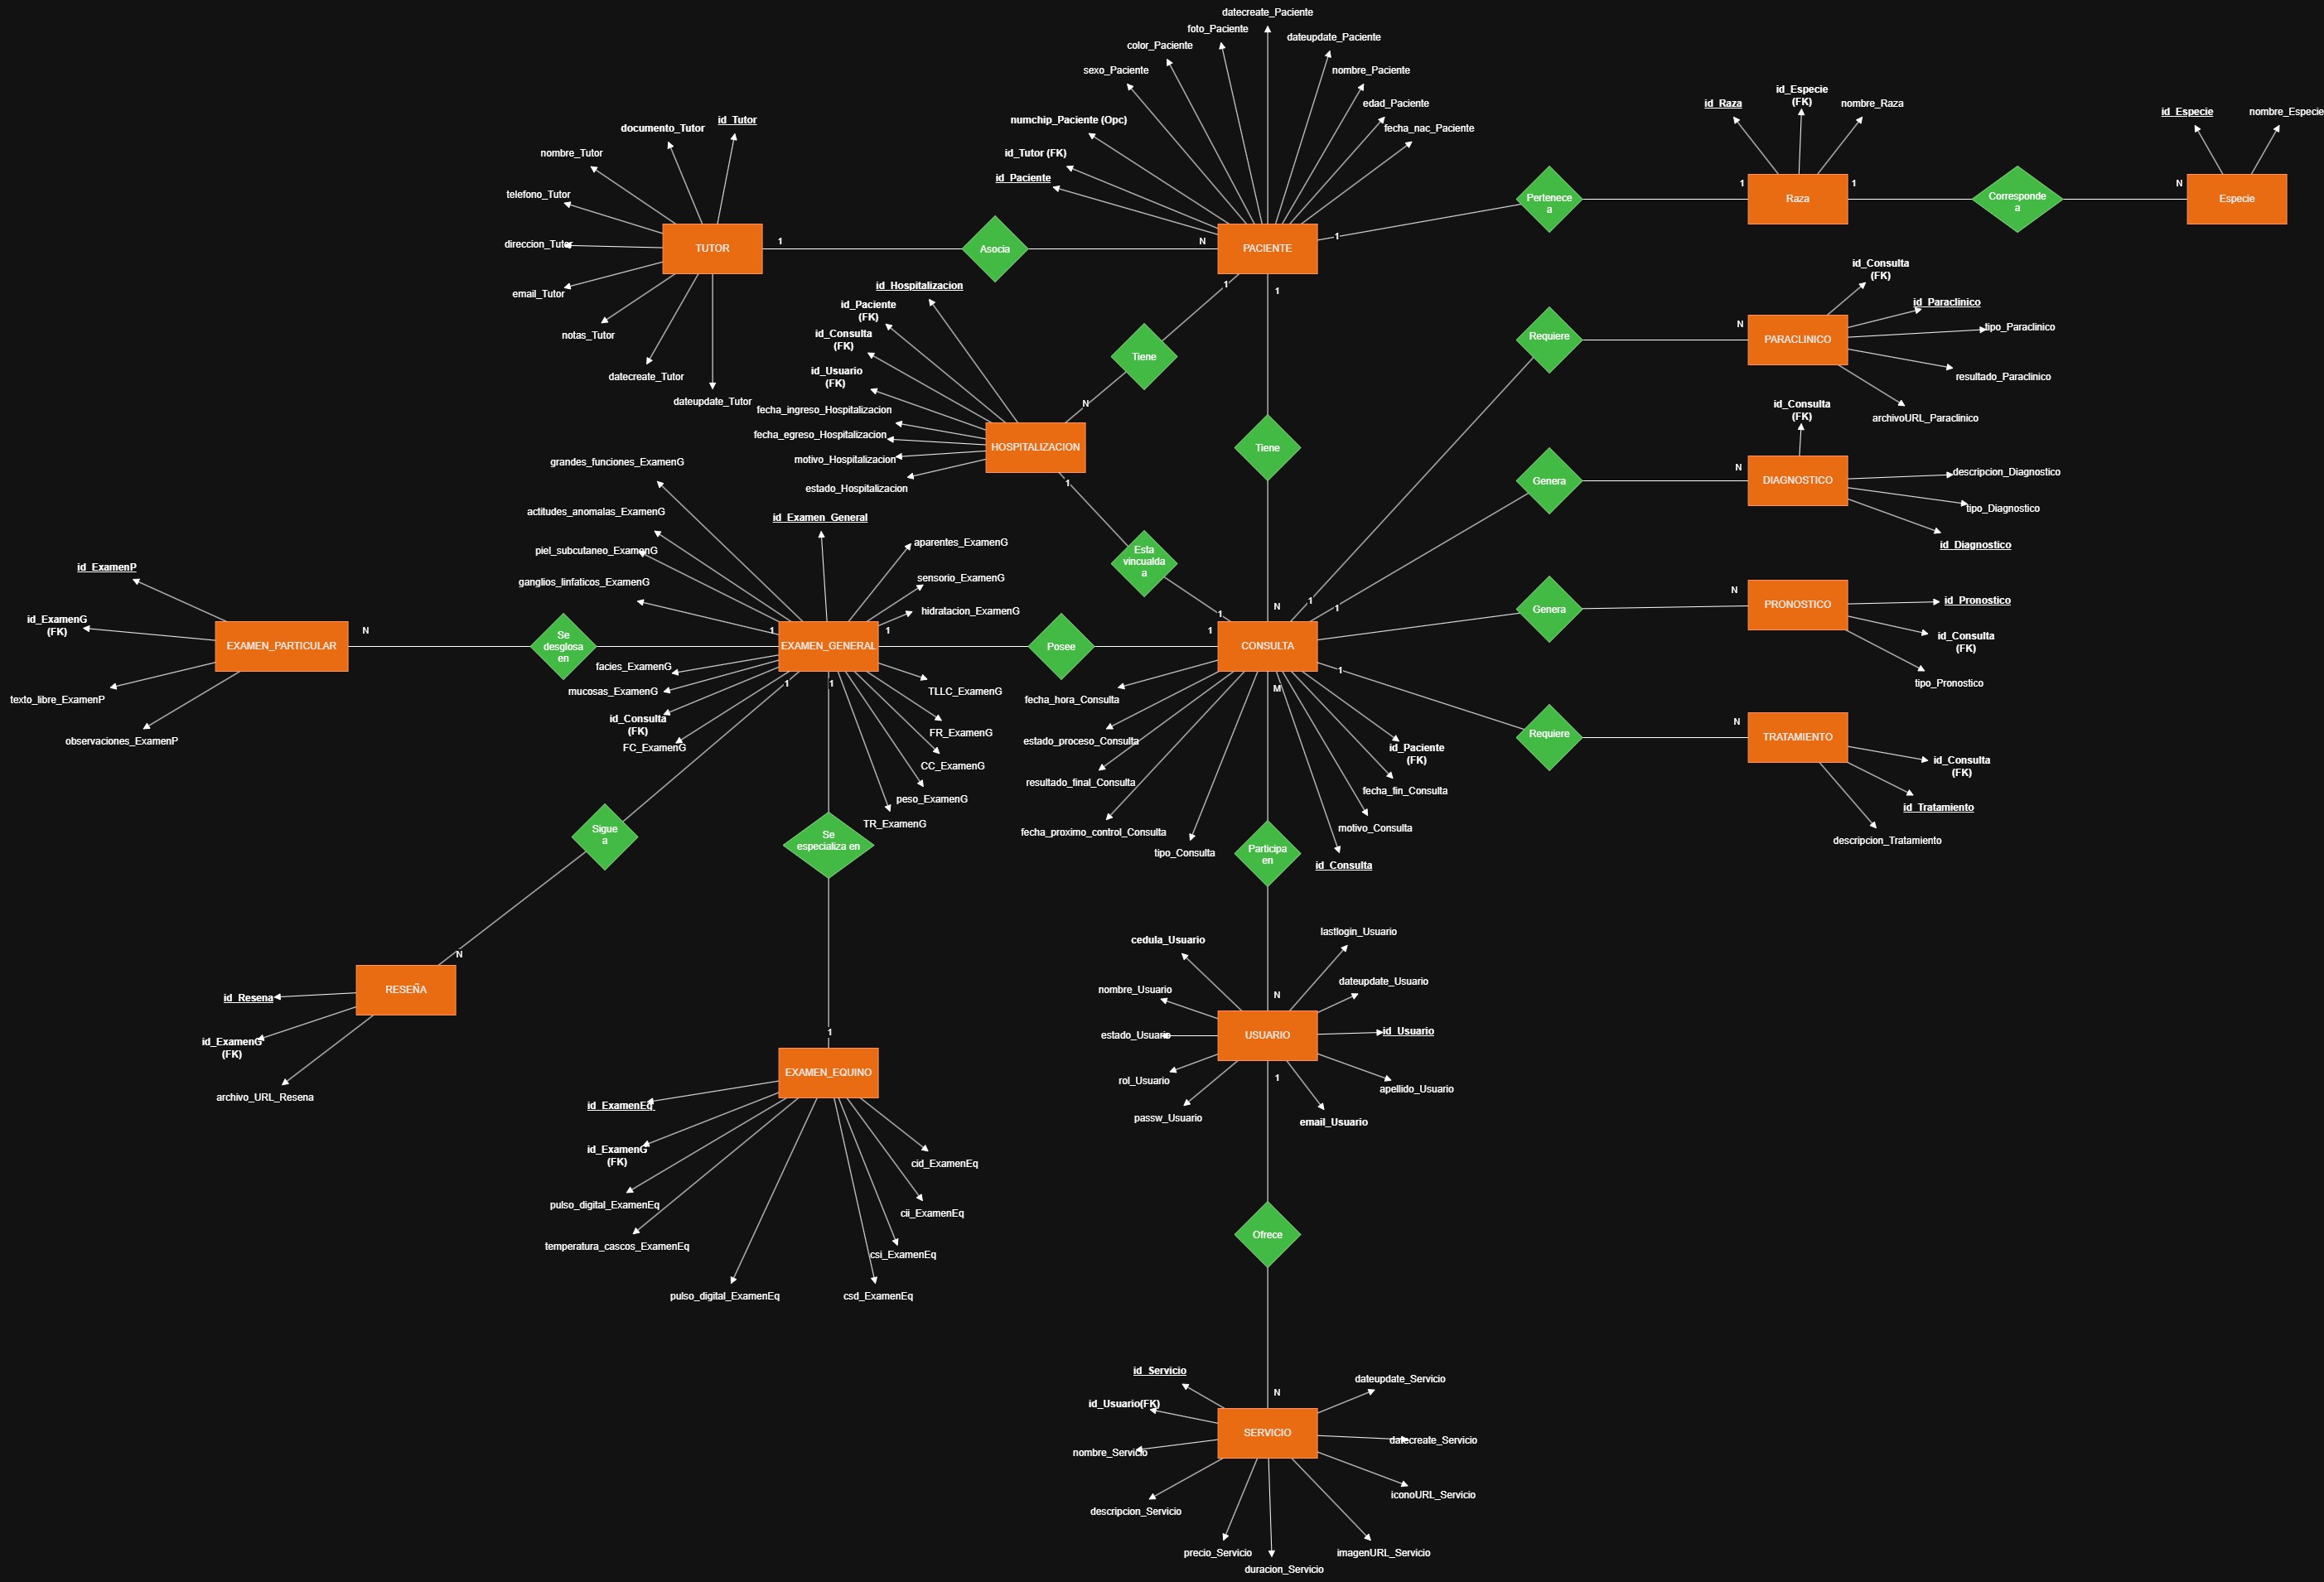 datecreate_Paciente
foto_Paciente
dateupdate_Paciente
color_Paciente
sexo_Paciente
nombre_Paciente
edad_Paciente
numchip_Paciente (Opc)
fecha_nac_Paciente
id_Tutor (FK)
id_Paciente
PACIENTE
id_Tutor
documento_Tutor
nombre_Tutor
telefono_Tutor
direccion_Tutor
email_Tutor
notas_Tutor
datecreate_Tutor
dateupdate_Tutor
TUTOR
1
Asocia
N
1
Pertenece
a
1
id_Raza
id_Especie
(FK)
nombre_Raza
Raza
1
Corresponde
a
N
id_Especie
nombre_Especie
Especie
1
Tiene
N
id_Hospitalizacion
id_Paciente
(FK)
id_Consulta
(FK)
id_Usuario
(FK)
fecha_ingreso_Hospitalizacion
fecha_egreso_Hospitalizacion
motivo_Hospitalizacion
estado_Hospitalizacion
HOSPITALIZACION
1
Esta
vincualda
a
1
1
Tiene
N
Requiere
1
N
id_Consulta
(FK)
id_Paraclinico
tipo_Paraclinico
resultado_Paraclinico
archivoURL_Paraclinico
PARACLINICO
Genera
1
N
id_Consulta
(FK)
descripcion_Diagnostico
tipo_Diagnostico
id_Diagnostico
DIAGNOSTICO
Genera
N
id_Pronostico
id_Consulta
(FK)
tipo_Pronostico
PRONOSTICO
1
Requiere
N
id_Consulta
(FK)
id_Tratamiento
descripcion_Tratamiento
TRATAMIENTO
grandes_funciones_ExamenG
actitudes_anomalas_ExamenG
piel_subcutaneo_ExamenG
ganglios_linfaticos_ExamenG
id_Examen_General
aparentes_ExamenG
sensorio_ExamenG
hidratacion_ExamenG
EXAMEN_GENERAL
facies_ExamenG
mucosas_ExamenG
id_Consulta
(FK)
FC_ExamenG
TLLC_ExamenG
FR_ExamenG
CC_ExamenG
peso_ExamenG
TR_ExamenG
1
Posee
1
1
Se
desglosa
en
N
id_ExamenP
id_ExamenG
(FK)
EXAMEN_PARTICULAR
texto_libre_ExamenP
observaciones_ExamenP
CONSULTA
fecha_hora_Consulta
estado_proceso_Consulta
resultado_final_Consulta
fecha_proximo_control_Consulta
tipo_Consulta
id_Paciente
(FK)
fecha_fin_Consulta
motivo_Consulta
id_Consulta
1
Sigue
a
N
RESEÑA
id_Resena
id_ExamenG
(FK)
archivo_URL_Resena
1
Se
especializa en
1
EXAMEN_EQUINO
id_ExamenEq
id_ExamenG
(FK)
pulso_digital_ExamenEq
temperatura_cascos_ExamenEq
pulso_digital_ExamenEq
cid_ExamenEq
cii_ExamenEq
csi_ExamenEq
csd_ExamenEq
M
Participa
en
N
cedula_Usuario
lastlogin_Usuario
nombre_Usuario
dateupdate_Usuario
estado_Usuario
USUARIO
id_Usuario
rol_Usuario
apellido_Usuario
passw_Usuario
email_Usuario
1
Ofrece
N
id_Servicio
dateupdate_Servicio
id_Usuario(FK)
SERVICIO
datecreate_Servicio
nombre_Servicio
iconoURL_Servicio
descripcion_Servicio
precio_Servicio
duracion_Servicio
imagenURL_Servicio